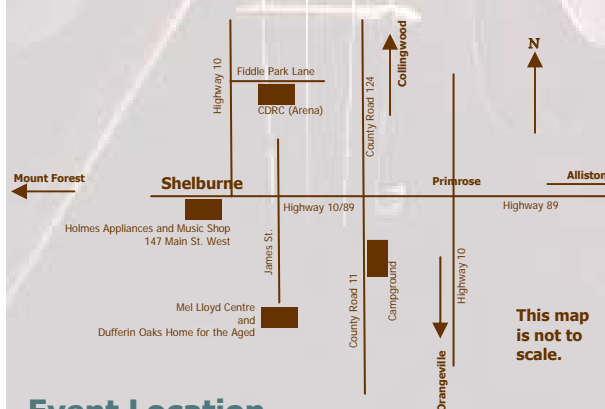 N
Collingwood
Highway 10
Fiddle Park Lane
CDRC (Arena)
County Road 124
Mount Forest
Shelburne
Primrose
Alliston
Highway 10/89
Highway 89
Holmes Appliances and Music Shop
147 Main St. West
James St.
Campground
Highway 10
County Road 11
Mel Lloyd Centre
and
Dufferin Oaks Home for the Aged
This map
is not to
scale.
Orangeville
Event Location